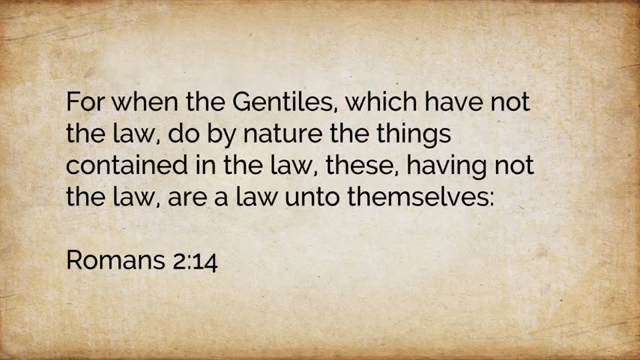 For when the Gentiles, which have not
the law, do by nature the things
contained in the law, these, having not
the law, are a law unto themselves:
Romans 2:14